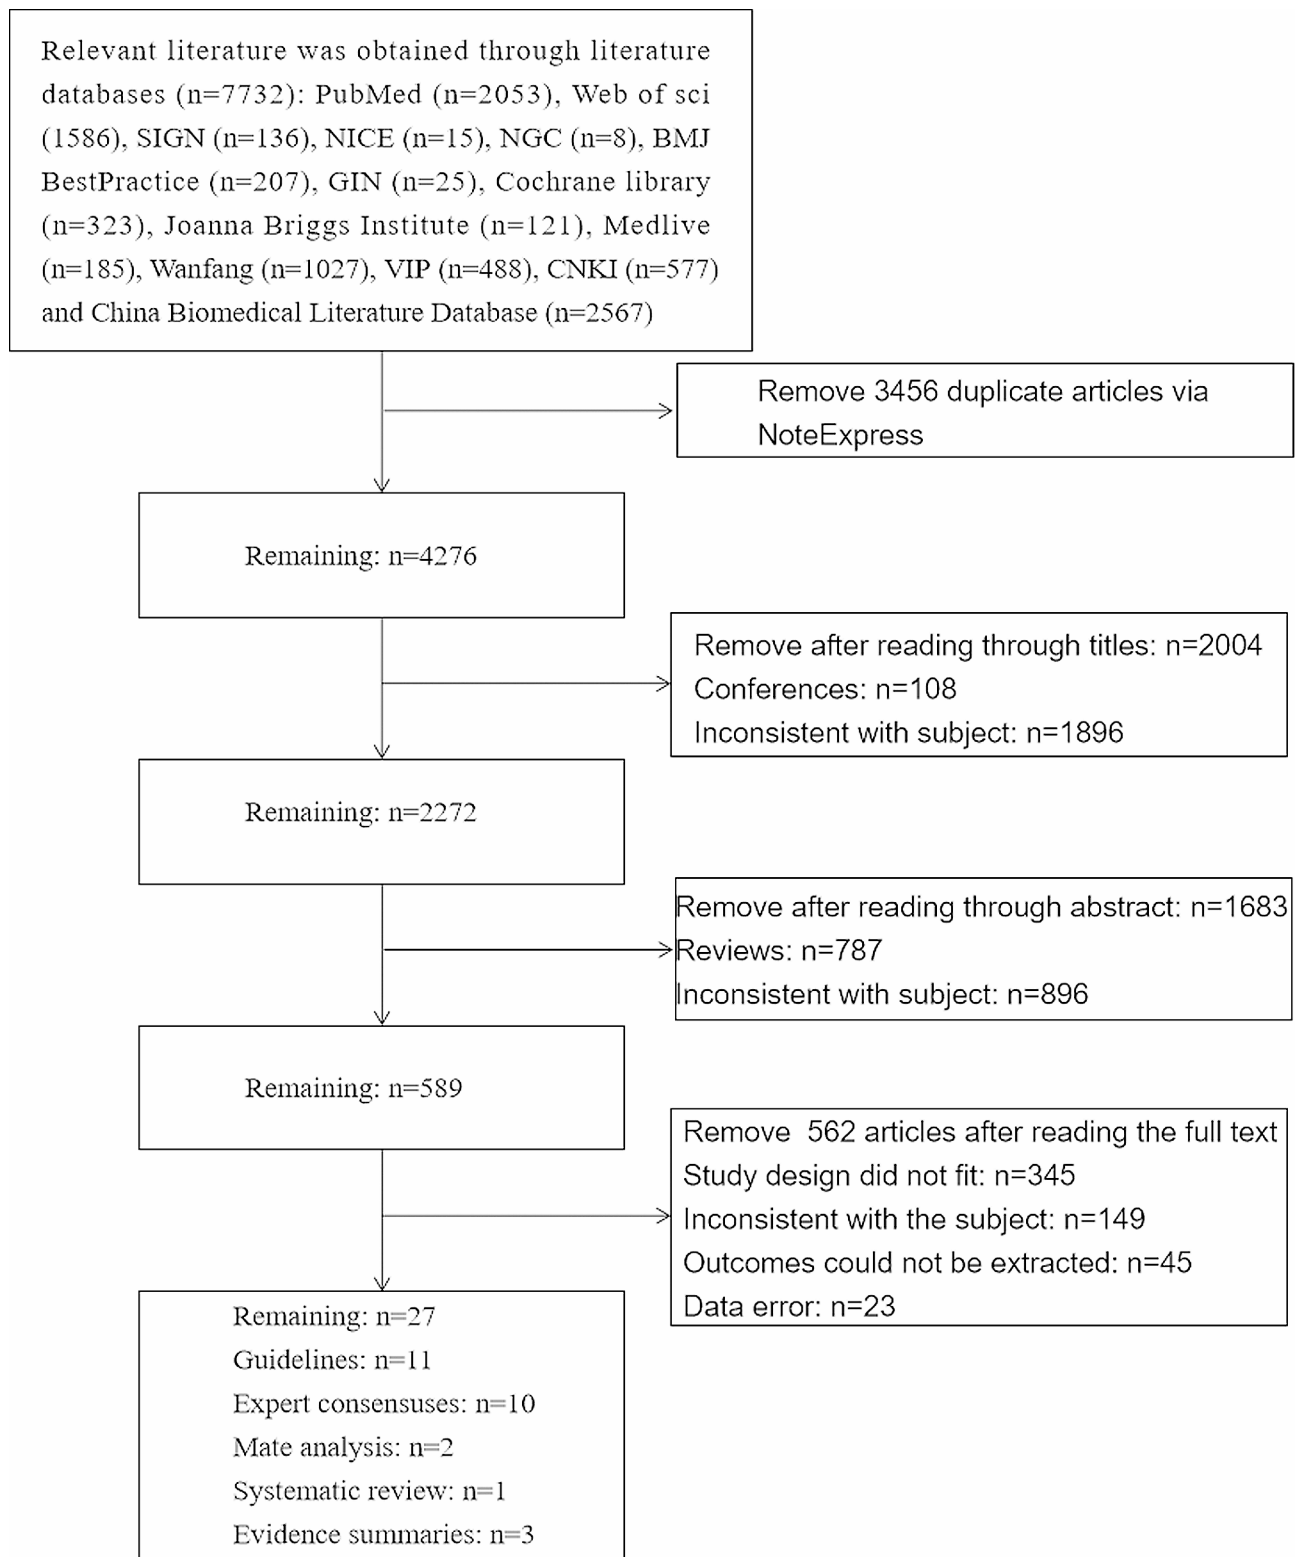 Relevant literature was obtained through literature
databases (n=7732): PubMed (n=2053), Web of sci
(1586), SIGN (n=136), NICE (n=15), NGC (n=8), BMJ
BestPractice (n=207), GIN (n=25), Cochrane library
(n=323), Joanna Briggs Institute (n=121), Medlive
(n=185), Wanfang (n=1027), VIP (n=488), CNKI (n=577)
and China Biomedical Literature Database (n=2567)
Remove 3456 duplicate articles via
NoteExpress
Remaining: n=4276
Remove after reading through titles: n=2004
Conferences: n=108
Inconsistent with subject: n=1896
Remaining: n=2272
Remove after reading through abstract: n=1683
Reviews: n=787
Inconsistent with subject: n=896
Remaining: n=589
Remove 562 articles after reading the full text
Study design did not fit: n=345
Inconsistent with the subject: n=149
Outcomes could not be extracted: n=45
Data error: n=23
Remaining: n=27
Guidelines: n=11
Expert consensuses: n=10
Mate analysis: n=2
Systematic review: n=1
Evidence summaries: n=3